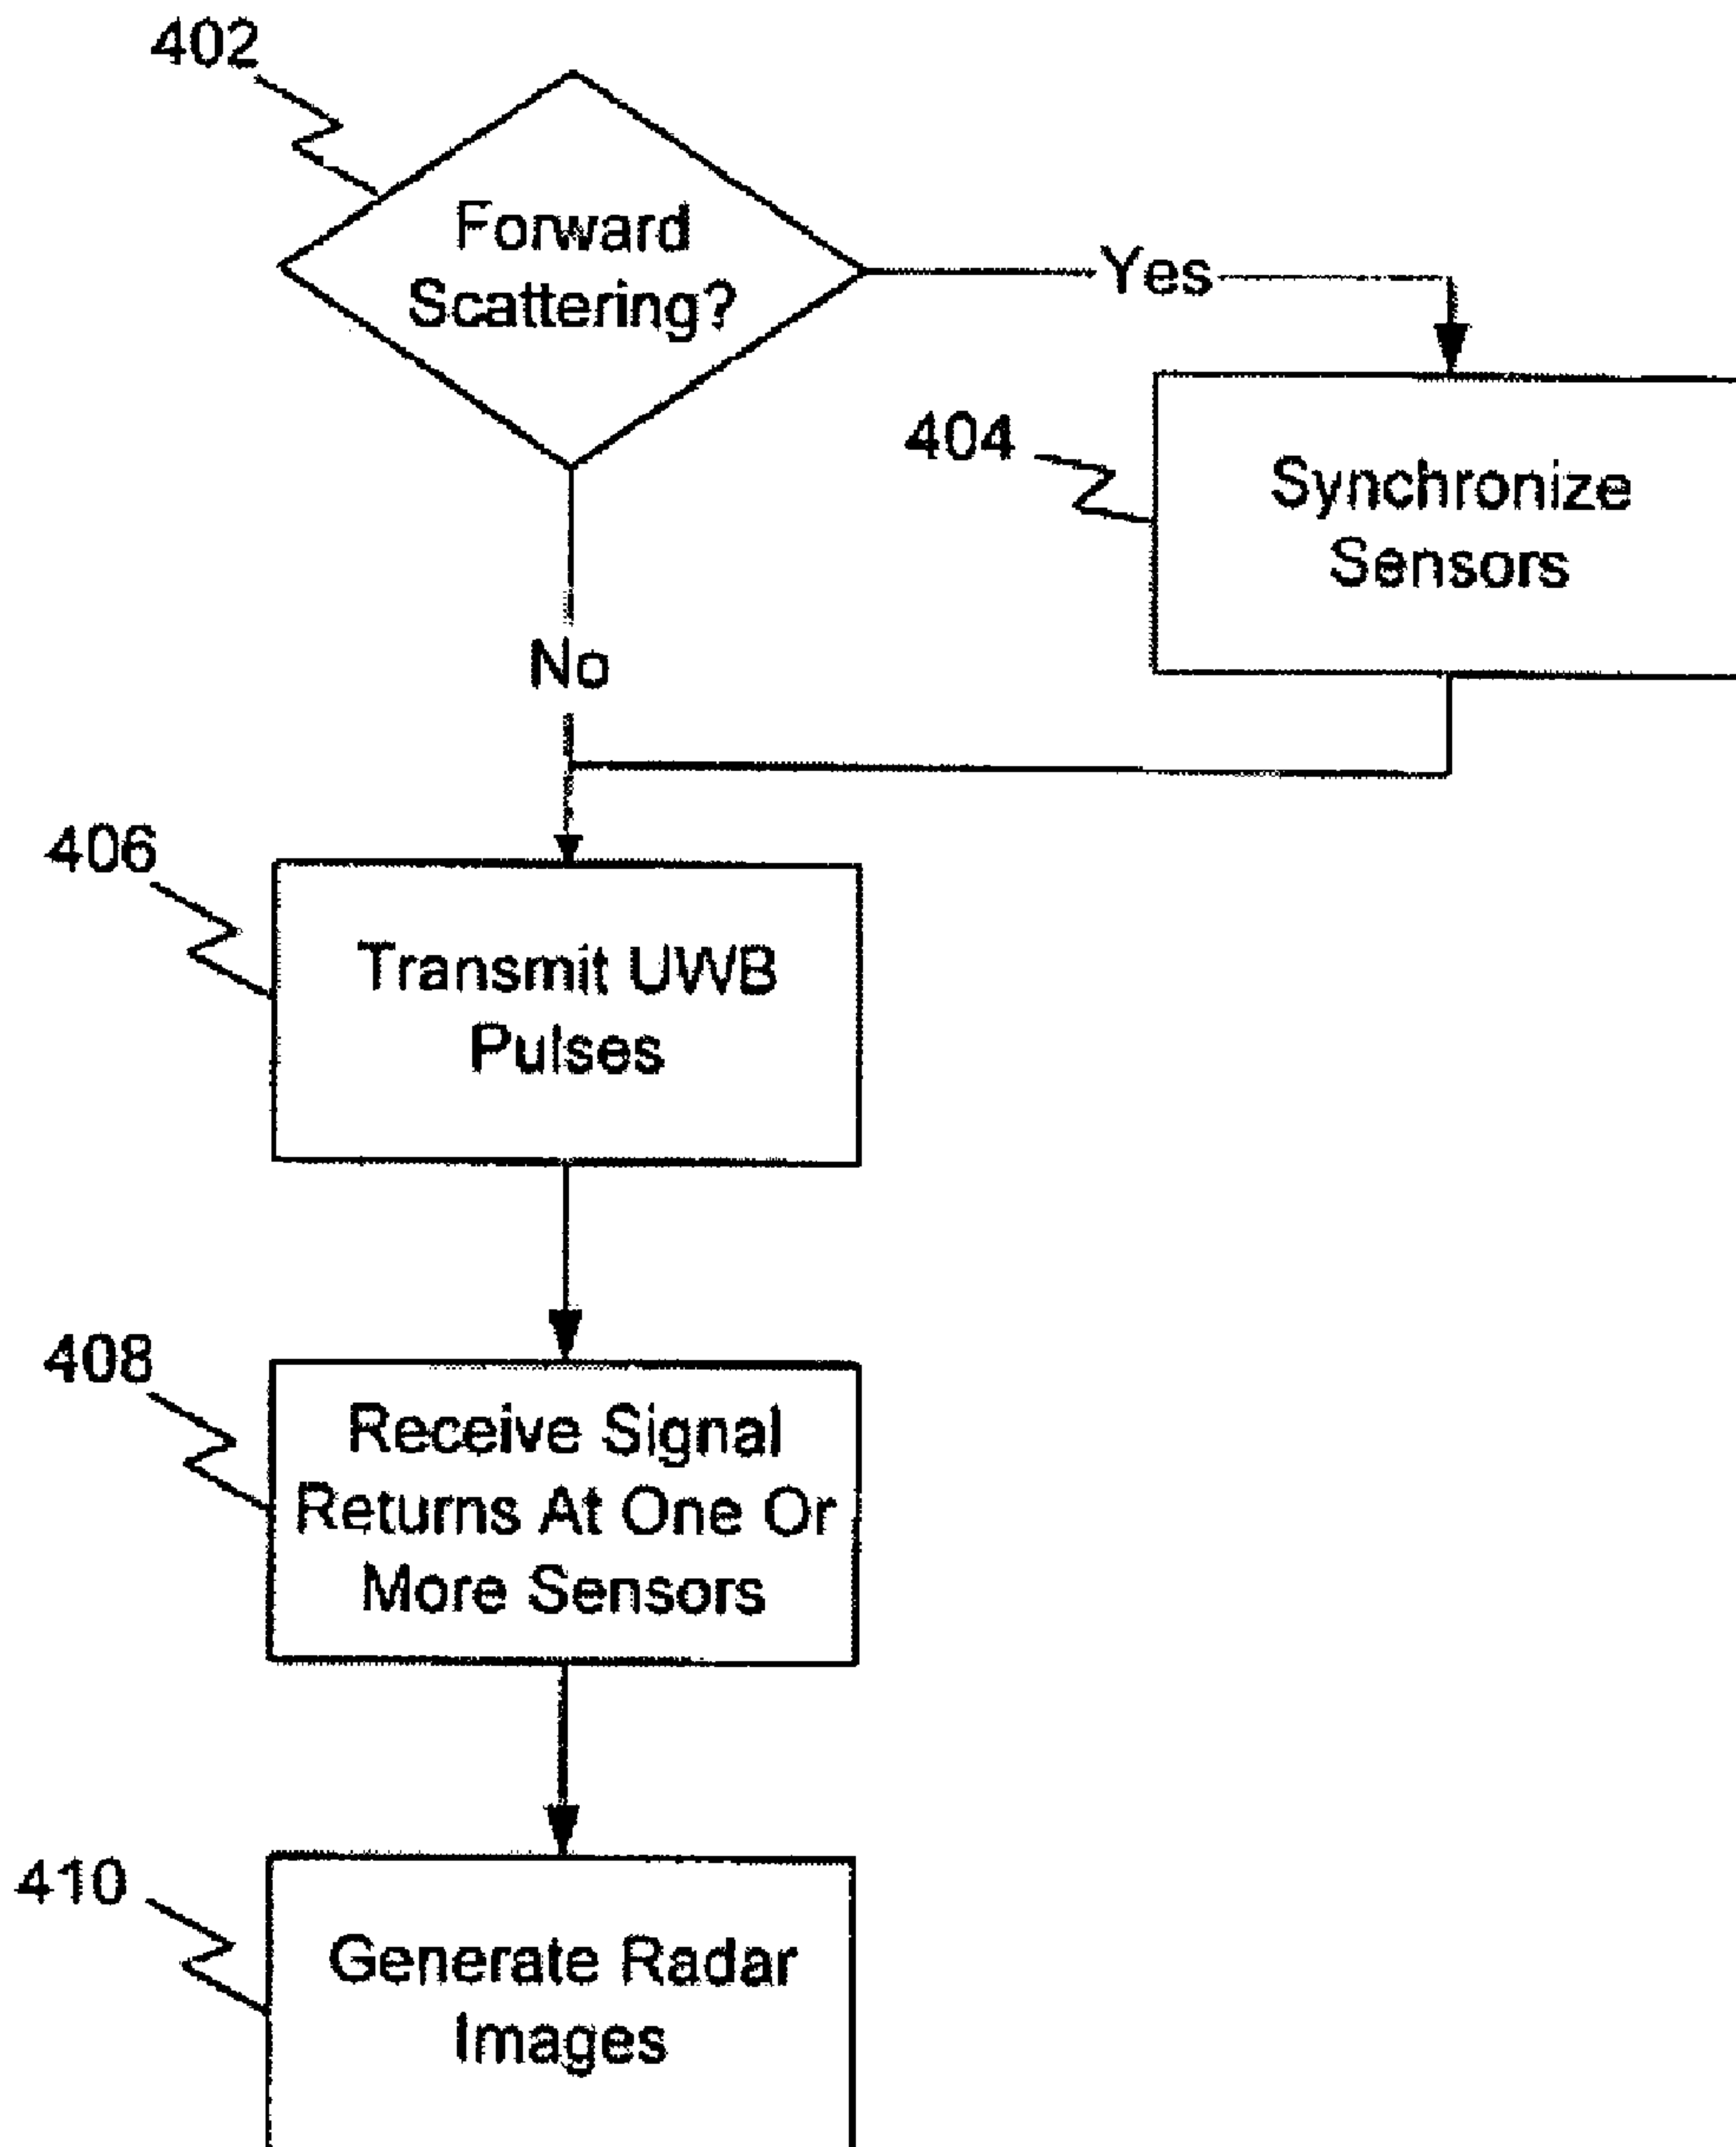 402
Forward
Scattering?
Yes
404
Synchronize
Sensors
No
406
Transmit UWB
Pulses
408
Receive Signal
Returns At One Or
More Sensors
410
Generate Radar
Images